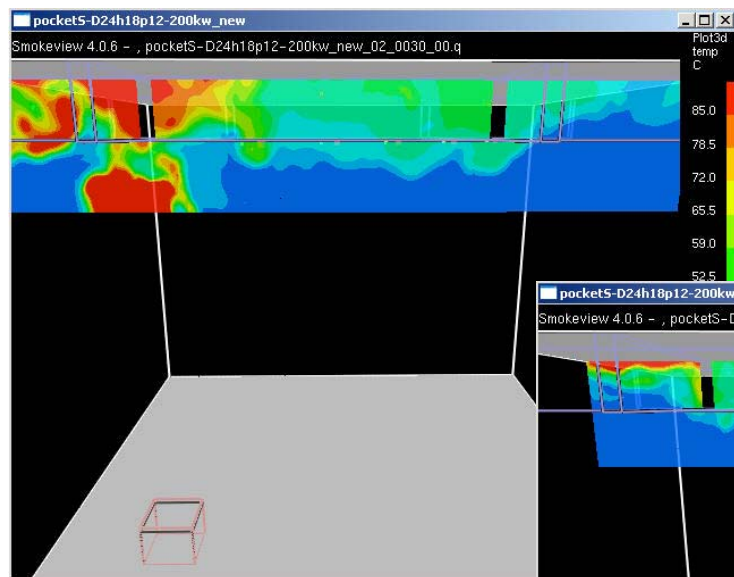 pocketS-D24h18p12-200kw_new
Smokeview 4.0.6 - , pocketS-D24h18p12-200kw_new_02_0030_00.q
Plot3d
temp
C
85.0
78.5
72.0
65.5
59.0
52.5
pocketS-D24h18p12-200kw
Smokeview 4.0.6 - , pocketS-D